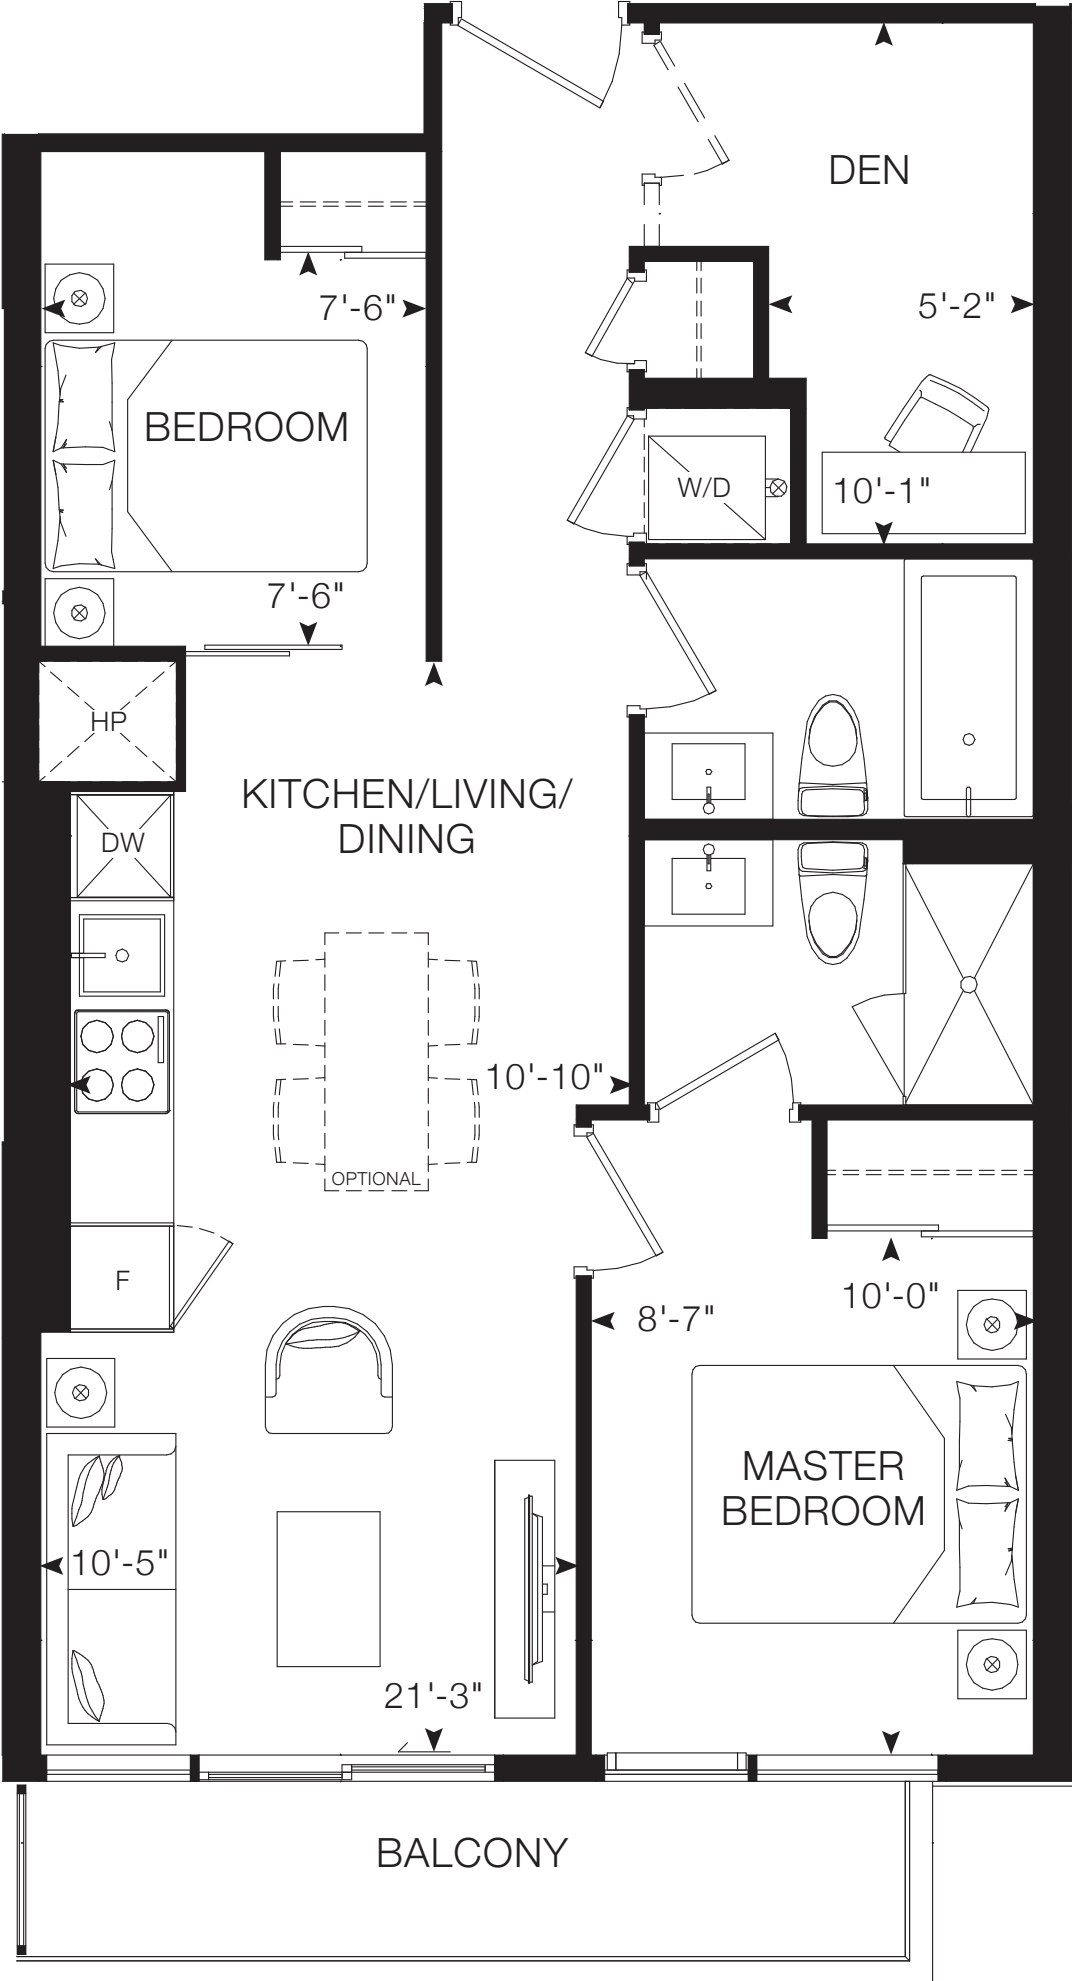 DEN
7'-6"
5'-2"
BEDROOM
W/D
10'-1"
7'-6"
HP
KITCHEN/LIVING/
DINING
DW
10'-10"
OPTIONAL
F
10'-0"
8'-7"
MASTER
BEDROOM
10'-5"
21'-3"
BALCONY